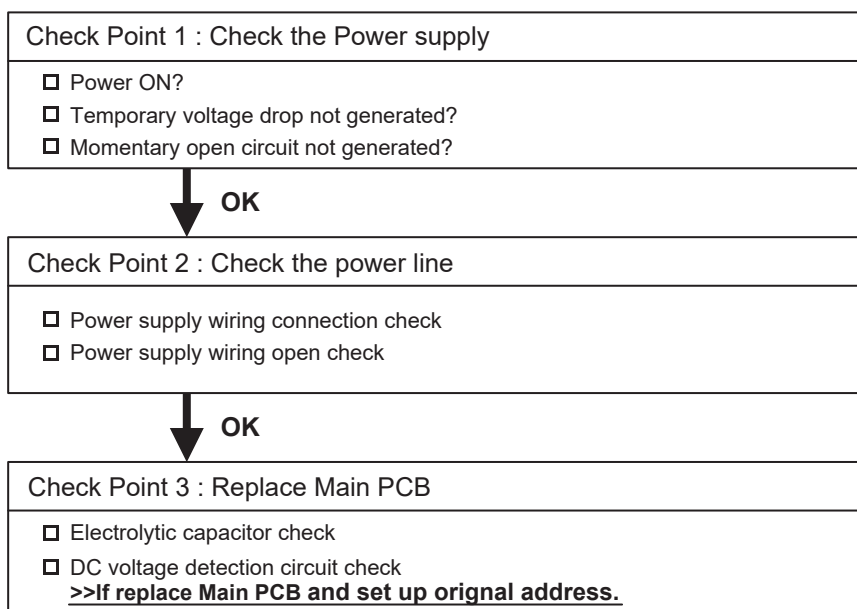 Check Point 1 : Check the Power supply
Power ON?
Temporary voltage drop not generated?
Momentary open circuit not generated?
OK
Check Point 2 : Check the power line
Power supply wiring connection check
Power supply wiring open check
OK
Check Point 3 : Replace Main PCB
Electrolytic capacitor check
DC voltage detection circuit check
>>If replace Main PCB and set up orignal address.